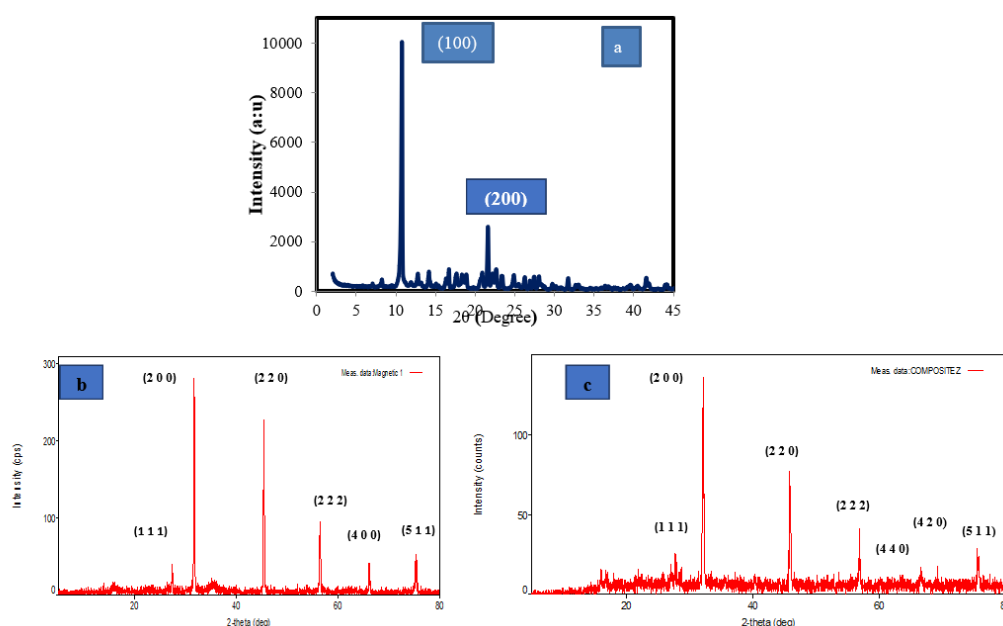 (100)
a
10000
8000
6000
4000
2000
0
Intensity (a:u)
(200)
0 5 10 15 20 25 30 35 40 45
2θ (Degree)
b
Meas. data:Magnetic 1
300
200
100
0
Intensity (cps)
(2 0 0)
(2 2 0)
(1 1 1)
(2 2 2)
(4 0 0)
(5 1 1)
20 40 60 80
2-theta (deg)
c
Meas. data:COMPOSITEZ
100
50
0
Intensity (counts)
(2 0 0)
(2 2 0)
(1 1 1)
(2 2 2)
(4 2 0)
(4 4 0)
(5 1 1)
20 40 60 80
2-theta (deg)